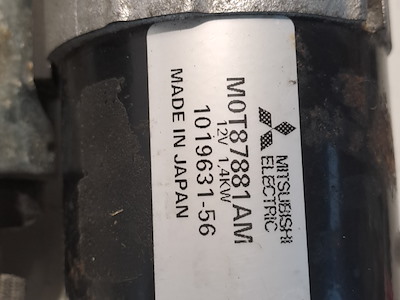 MITSUBISHI
ELECTRIC
M0T87881AM
12V 1,4KW
1019631-56
MADE IN JAPAN